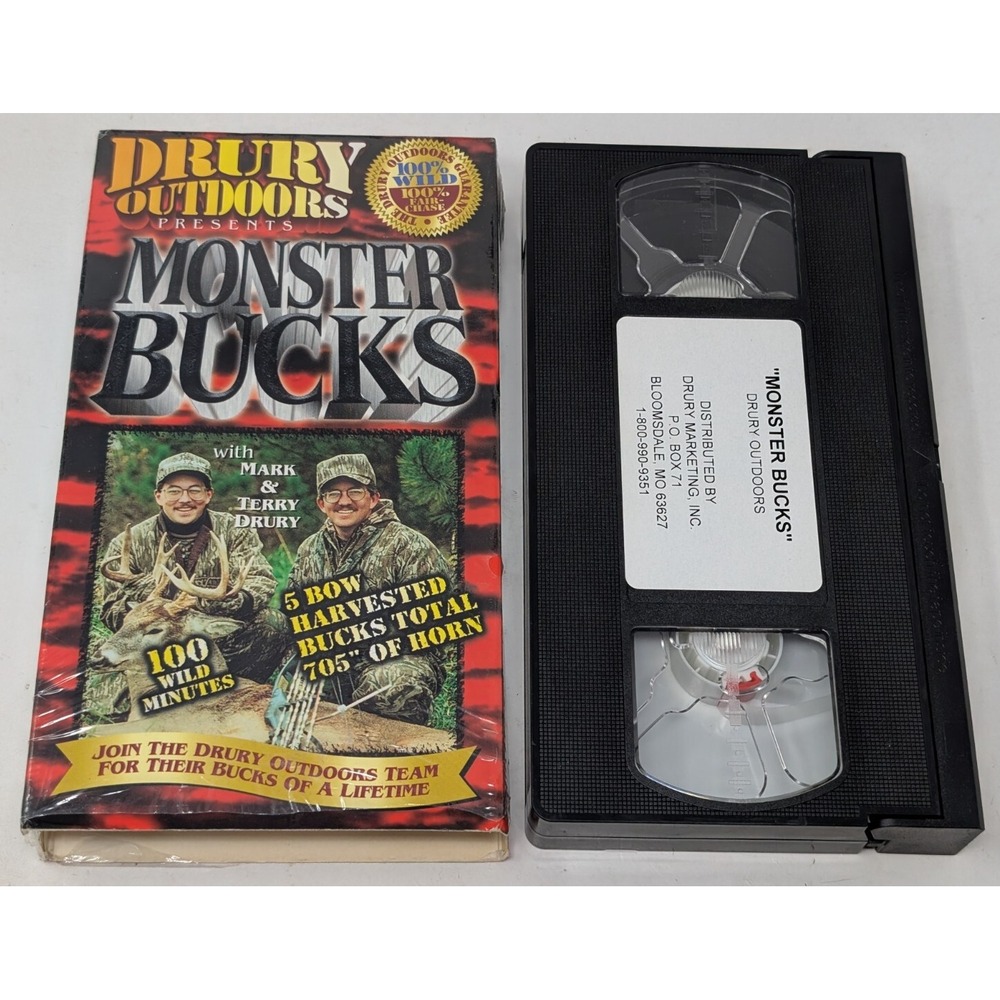 DRURY
OUTDOORS
PRESENTS
THE DRURY OUTDOORS GUARANTEE
100%
WILD
100%
FAIR-
CHASE
MONSTER
BUCKS
with
MARK
&
TERRY
DRURY
5 BOW
HARVESTED
BUCKS TOTAL
705" OF HORN
100
WILD
MINUTES
JOIN THE DRURY OUTDOORS TEAM
FOR THEIR BUCKS OF A LIFETIME
"MONSTER BUCKS"
DRURY OUTDOORS
DISTRIBUTED BY
DRURY MARKETING, INC.
P.O. BOX 71
BLOOMSDALE, MO 63627
1-800-990-9351